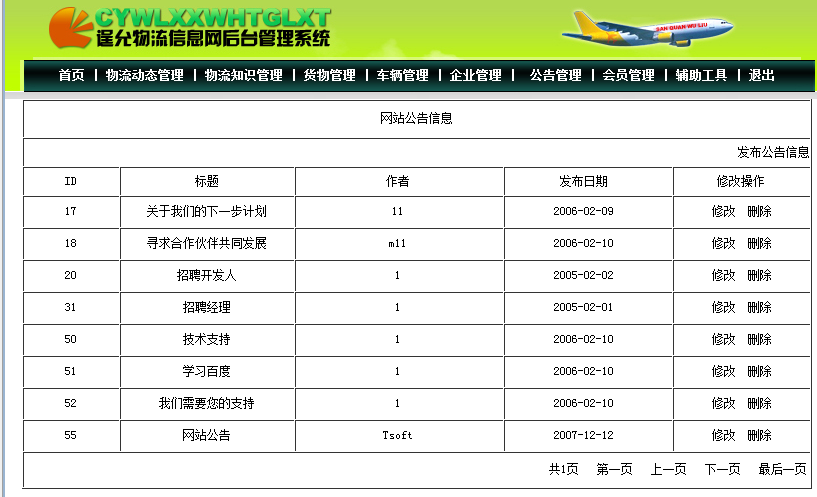 CYWLXXWHTGLXT
逞允物流信息网后台管理系统
SAN QUAN WU LIU
首页 | 物流动态管理 | 物流知识管理 | 货物管理 | 车辆管理 | 企业管理 | 公告管理 | 会员管理 | 辅助工具 | 退出
网站公告信息
发布公告信息
ID 标题 作者 发布日期 修改操作
17 关于我们的下一步计划 11 2006-02-09 修改 删除
18 寻求合作伙伴共同发展 m11 2006-02-10 修改 删除
20 招聘开发人 1 2005-02-02 修改 删除
31 招聘经理 1 2005-02-01 修改 删除
50 技术支持 1 2006-02-10 修改 删除
51 学习百度 1 2006-02-10 修改 删除
52 我们需要您的支持 1 2006-02-10 修改 删除
55 网站公告 Tsoft 2007-12-12 修改 删除
共1页 第一页 上一页 下一页 最后一页